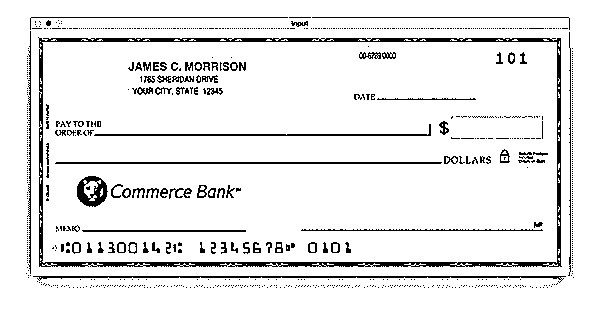 input
JAMES C. MORRISON
1765 SHERIDAN DRIVE
YOUR CITY, STATE 12345
00-6789/0000
101
DATE
PAY TO THE
ORDER OF
$
DOLLARS
Commerce Bank
MEMO
MP
⑆011300142⑆ 12345678⑈ 0101